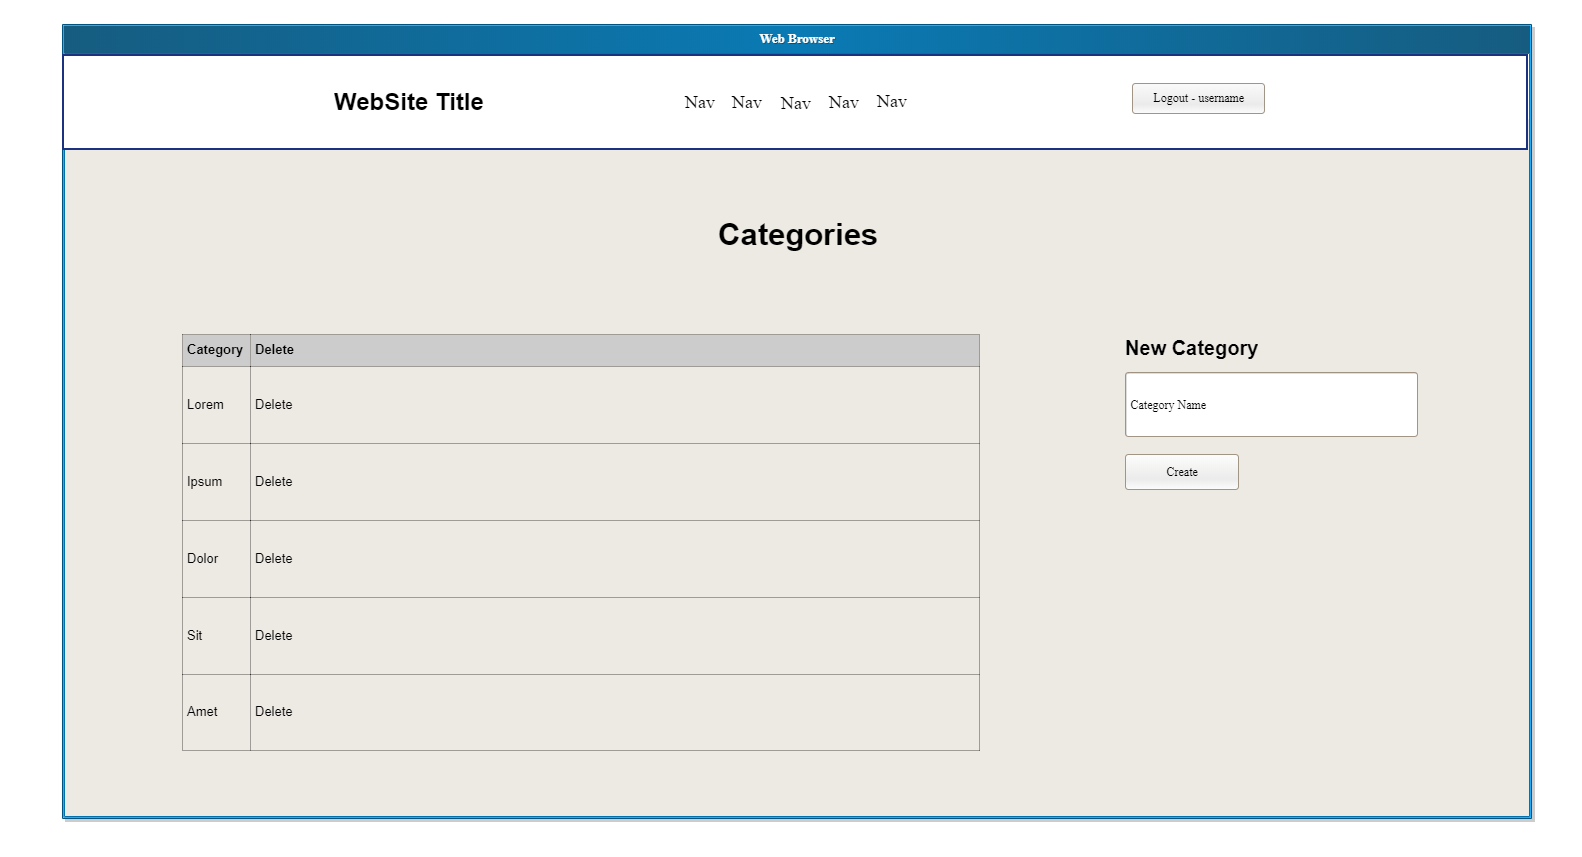 Web Browser
WebSite Title
Nav Nav Nav Nav Nav
Logout - username
Categories
Category Delete
Lorem Delete
Ipsum Delete
Dolor Delete
Sit Delete
Amet Delete
New Category
Category Name
Create